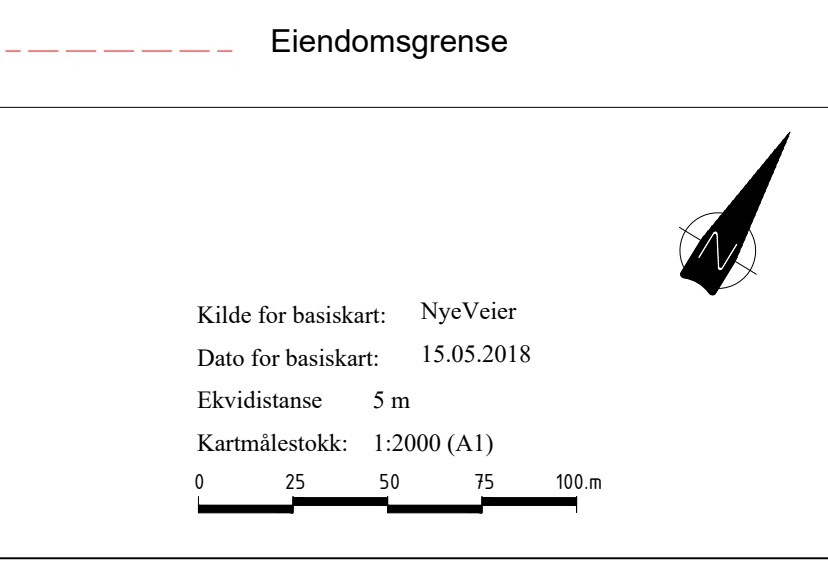 Eiendomsgrense
N
Kilde for basiskart: NyeVeier
Dato for basiskart: 15.05.2018
Ekvidistanse 5 m
Kartmålestokk: 1:2000 (A1)
0 25 50 75 100.m